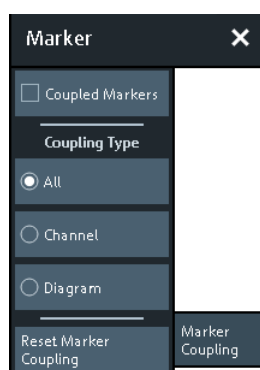 Marker
Coupled Markers
Coupling Type
All
Channel
Diagram
Reset Marker
Coupling
Marker
Coupling